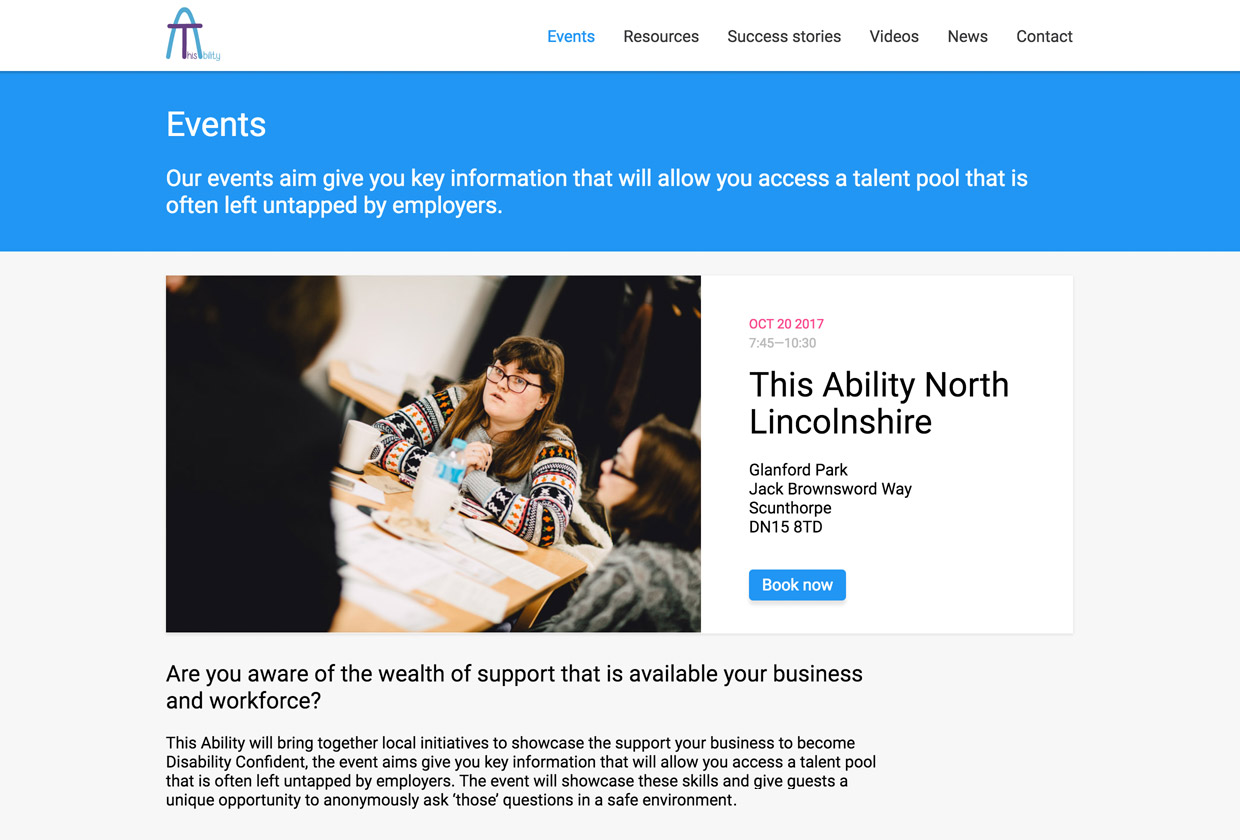 This Ability
Events
Resources
Success stories
Videos
News
Contact
Events
Our events aim give you key information that will allow you access a talent pool that is
often left untapped by employers.
OCT 20 2017
7:45—10:30
This Ability North
Lincolnshire
Glanford Park
Jack Brownsword Way
Scunthorpe
DN15 8TD
Book now
Are you aware of the wealth of support that is available your business
and workforce?
This Ability will bring together local initiatives to showcase the support your business to become
Disability Confident, the event aims give you key information that will allow you access a talent pool
that is often left untapped by employers. The event will showcase these skills and give guests a
unique opportunity to anonymously ask ‘those’ questions in a safe environment.